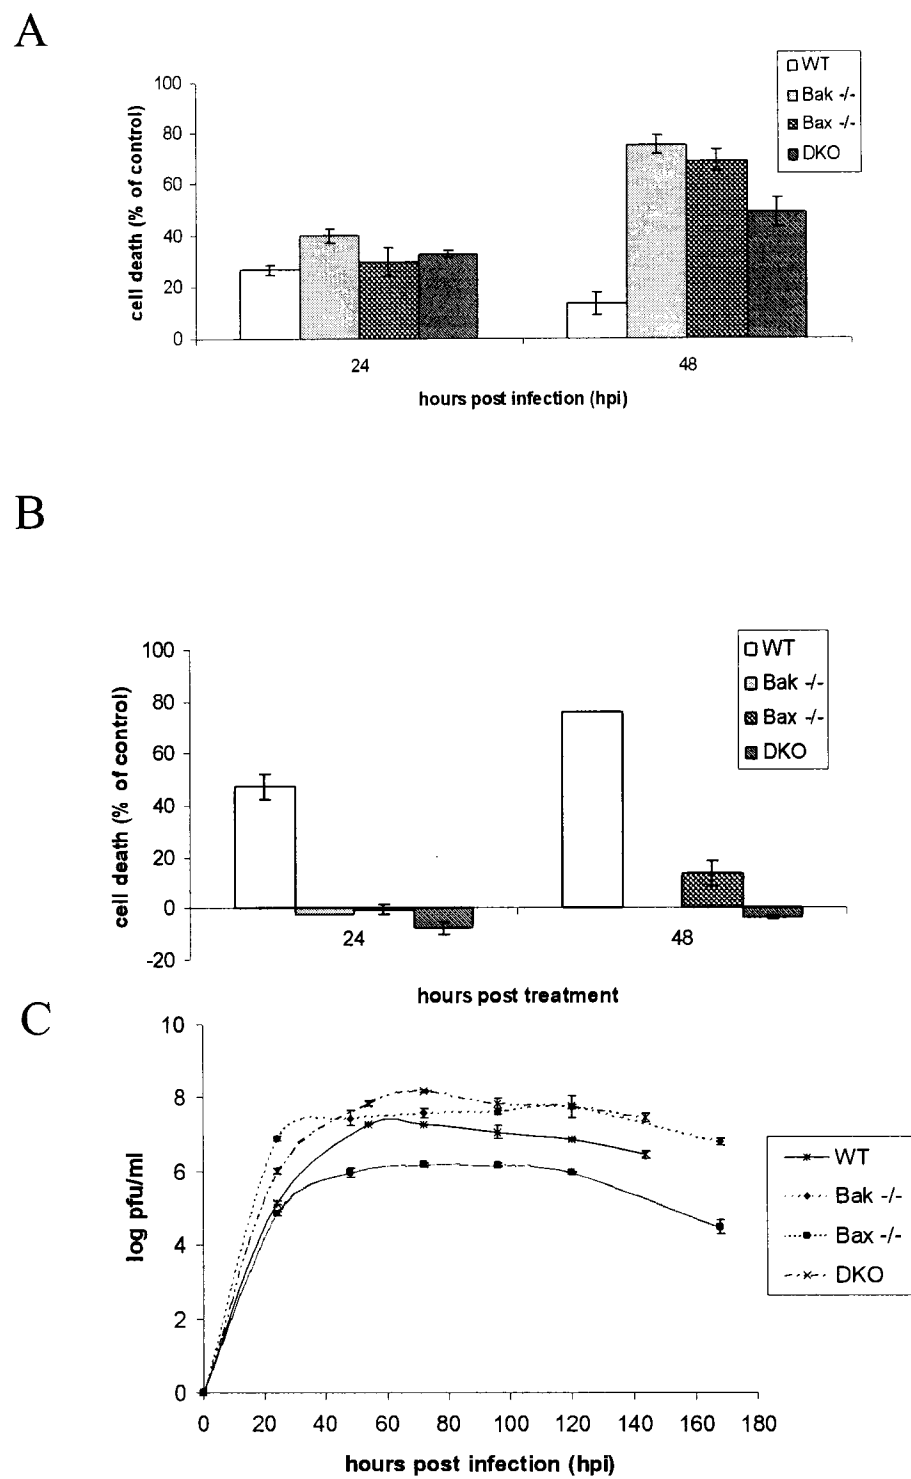 A
WT
Bak -/-
Bax -/-
DKO
100
80
60
40
20
0
cell death (% of control)
24
48
hours post infection (hpi)
B
WT
Bak -/-
Bax -/-
DKO
100
80
60
40
20
0
-20
cell death (% of control)
24
48
hours post treatment
C
10
8
6
4
2
0
log pfu/ml
WT
Bak -/-
Bax -/-
DKO
0 20 40 60 80 100 120 140 160 180
hours post infection (hpi)